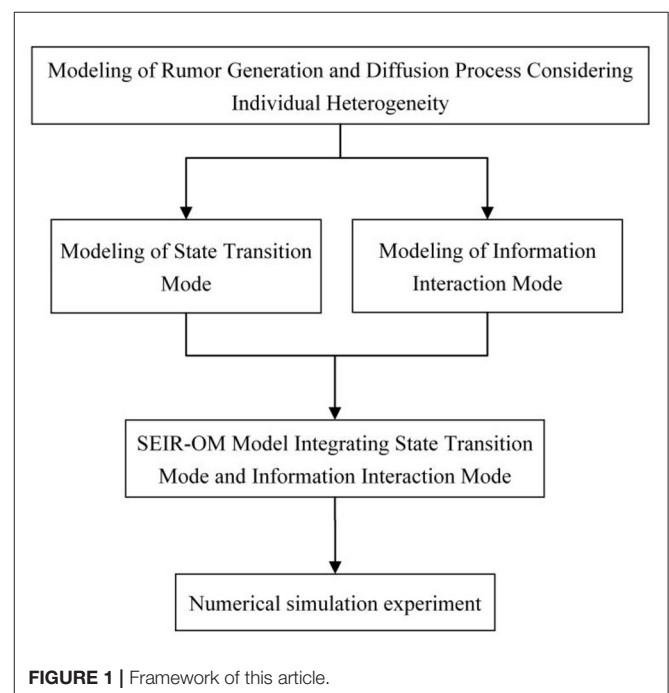 Modeling of Rumor Generation and Diffusion Process Considering
Individual Heterogeneity
Modeling of State Transition
Mode
Modeling of Information
Interaction Mode
SEIR-OM Model Integrating State Transition
Mode and Information Interaction Mode
Numerical simulation experiment
FIGURE 1 | Framework of this article.